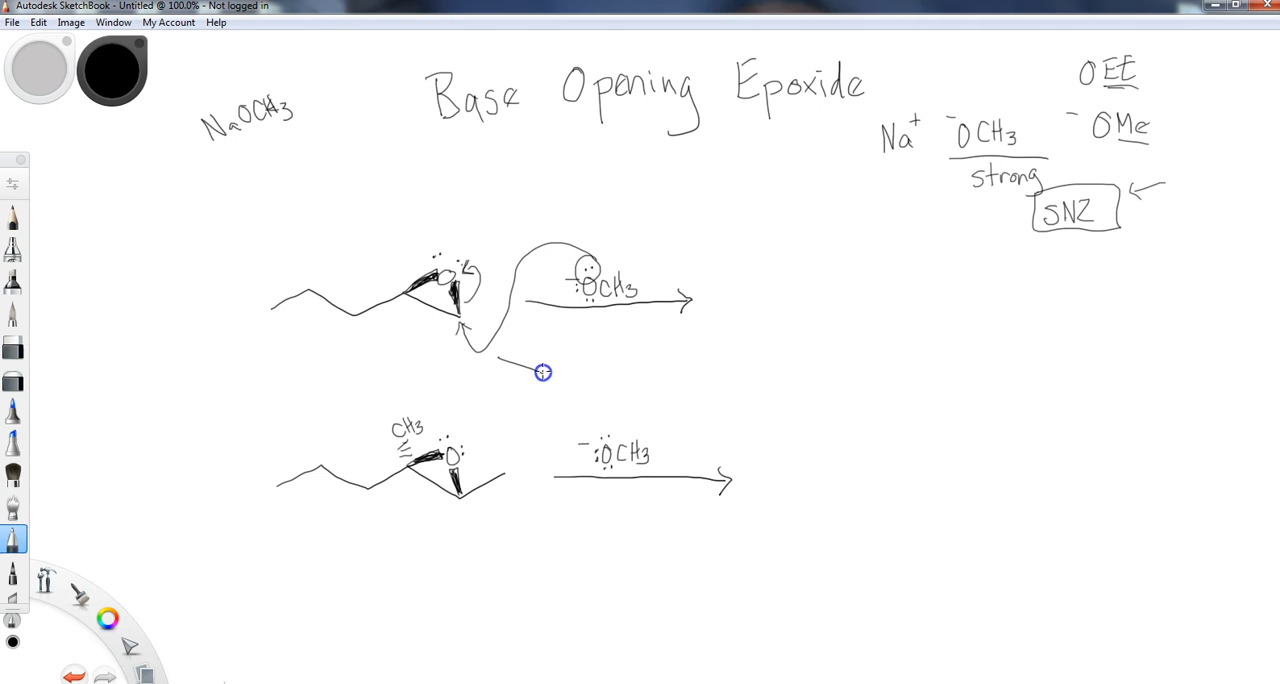 Autodesk SketchBook - Untitled @ 100.0% - Not logged in
File Edit Image Window My Account Help
NaOCH3
Base Opening Epoxide
OEt
Na+ -OCH3
-OMe
strong
SN2
O
-OCH3
CH3
O
-OCH3